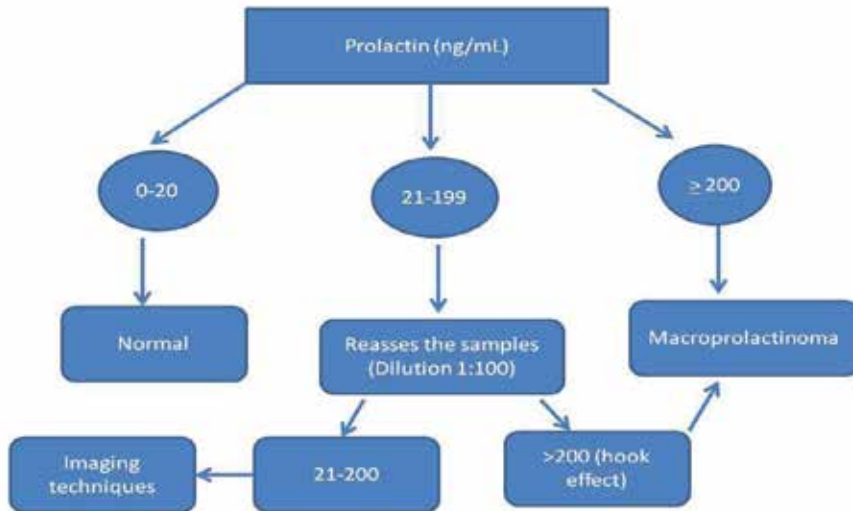 Prolactin (ng/mL)
0-20
21-199
≥ 200
Normal
Reasses the samples
(Dilution 1:100)
Macroprolactinoma
Imaging
techniques
21-200
>200 (hook
effect)